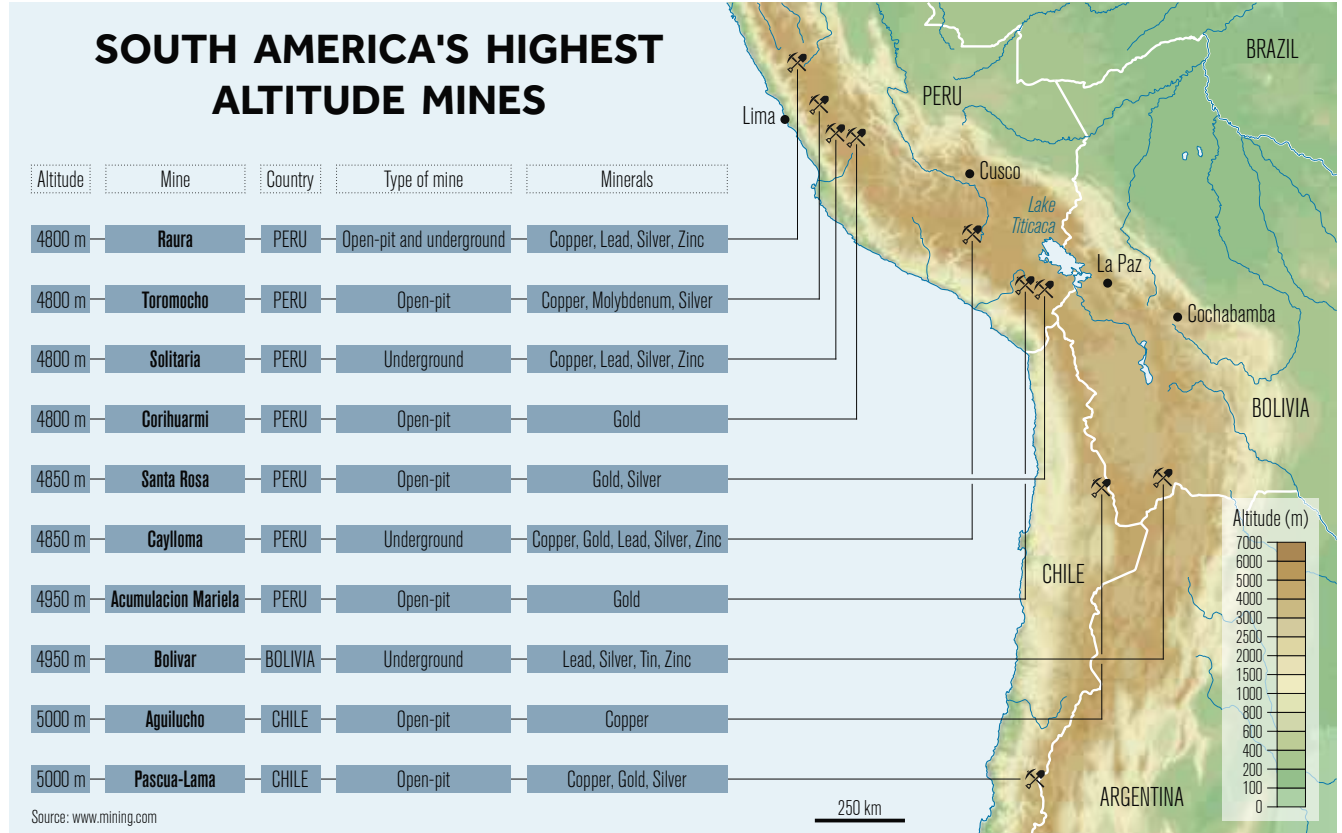 SOUTH AMERICA'S HIGHEST
ALTITUDE MINES
Altitude Mine Country Type of mine Minerals
4800 m Raura PERU Open-pit and underground Copper, Lead, Silver, Zinc
4800 m Toromocho PERU Open-pit Copper, Molybdenum, Silver
4800 m Solitaria PERU Underground Copper, Lead, Silver, Zinc
4800 m Corihuarmi PERU Open-pit Gold
4850 m Santa Rosa PERU Open-pit Gold, Silver
4850 m Caylloma PERU Underground Copper, Gold, Lead, Silver, Zinc
4950 m Acumulacion Mariela PERU Open-pit Gold
4950 m Bolivar BOLIVIA Underground Lead, Silver, Tin, Zinc
5000 m Aguilucho CHILE Open-pit Copper
5000 m Pascua-Lama CHILE Open-pit Copper, Gold, Silver
Source: www.mining.com
BRAZIL
PERU
Lima
Cusco
Lake
Titicaca
La Paz
Cochabamba
BOLIVIA
CHILE
ARGENTINA
250 km
Altitude (m)
7000
6000
5000
4000
3000
2500
2000
1500
1000
800
600
400
200
100
0